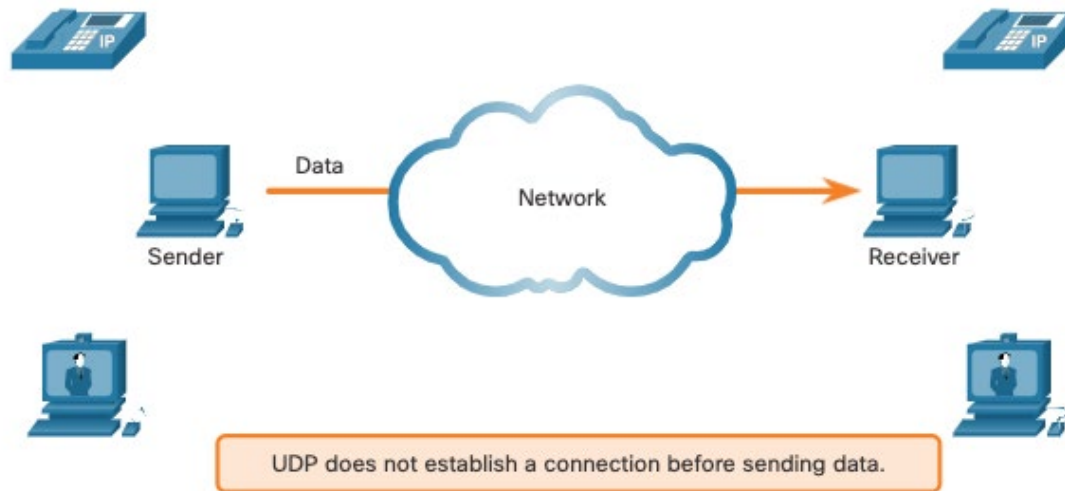 IP
IP
Data
Network
Sender
Receiver
UDP does not establish a connection before sending data.